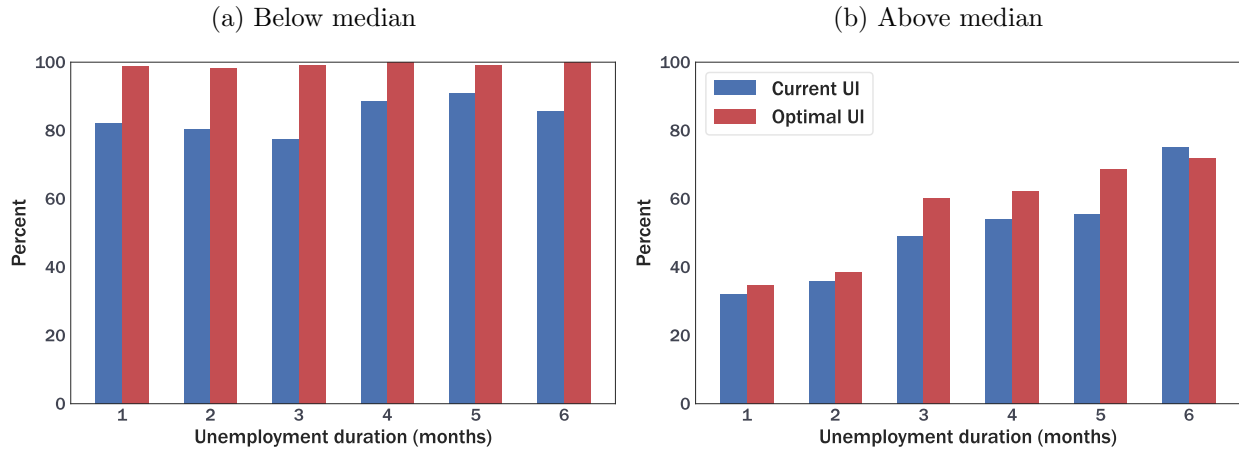 (a) Below median
100
80
60
40
20
0
Percent
1 2 3 4 5 6
Unemployment duration (months)
(b) Above median
100
80
60
40
20
0
Percent
Current UI
Optimal UI
1 2 3 4 5 6
Unemployment duration (months)